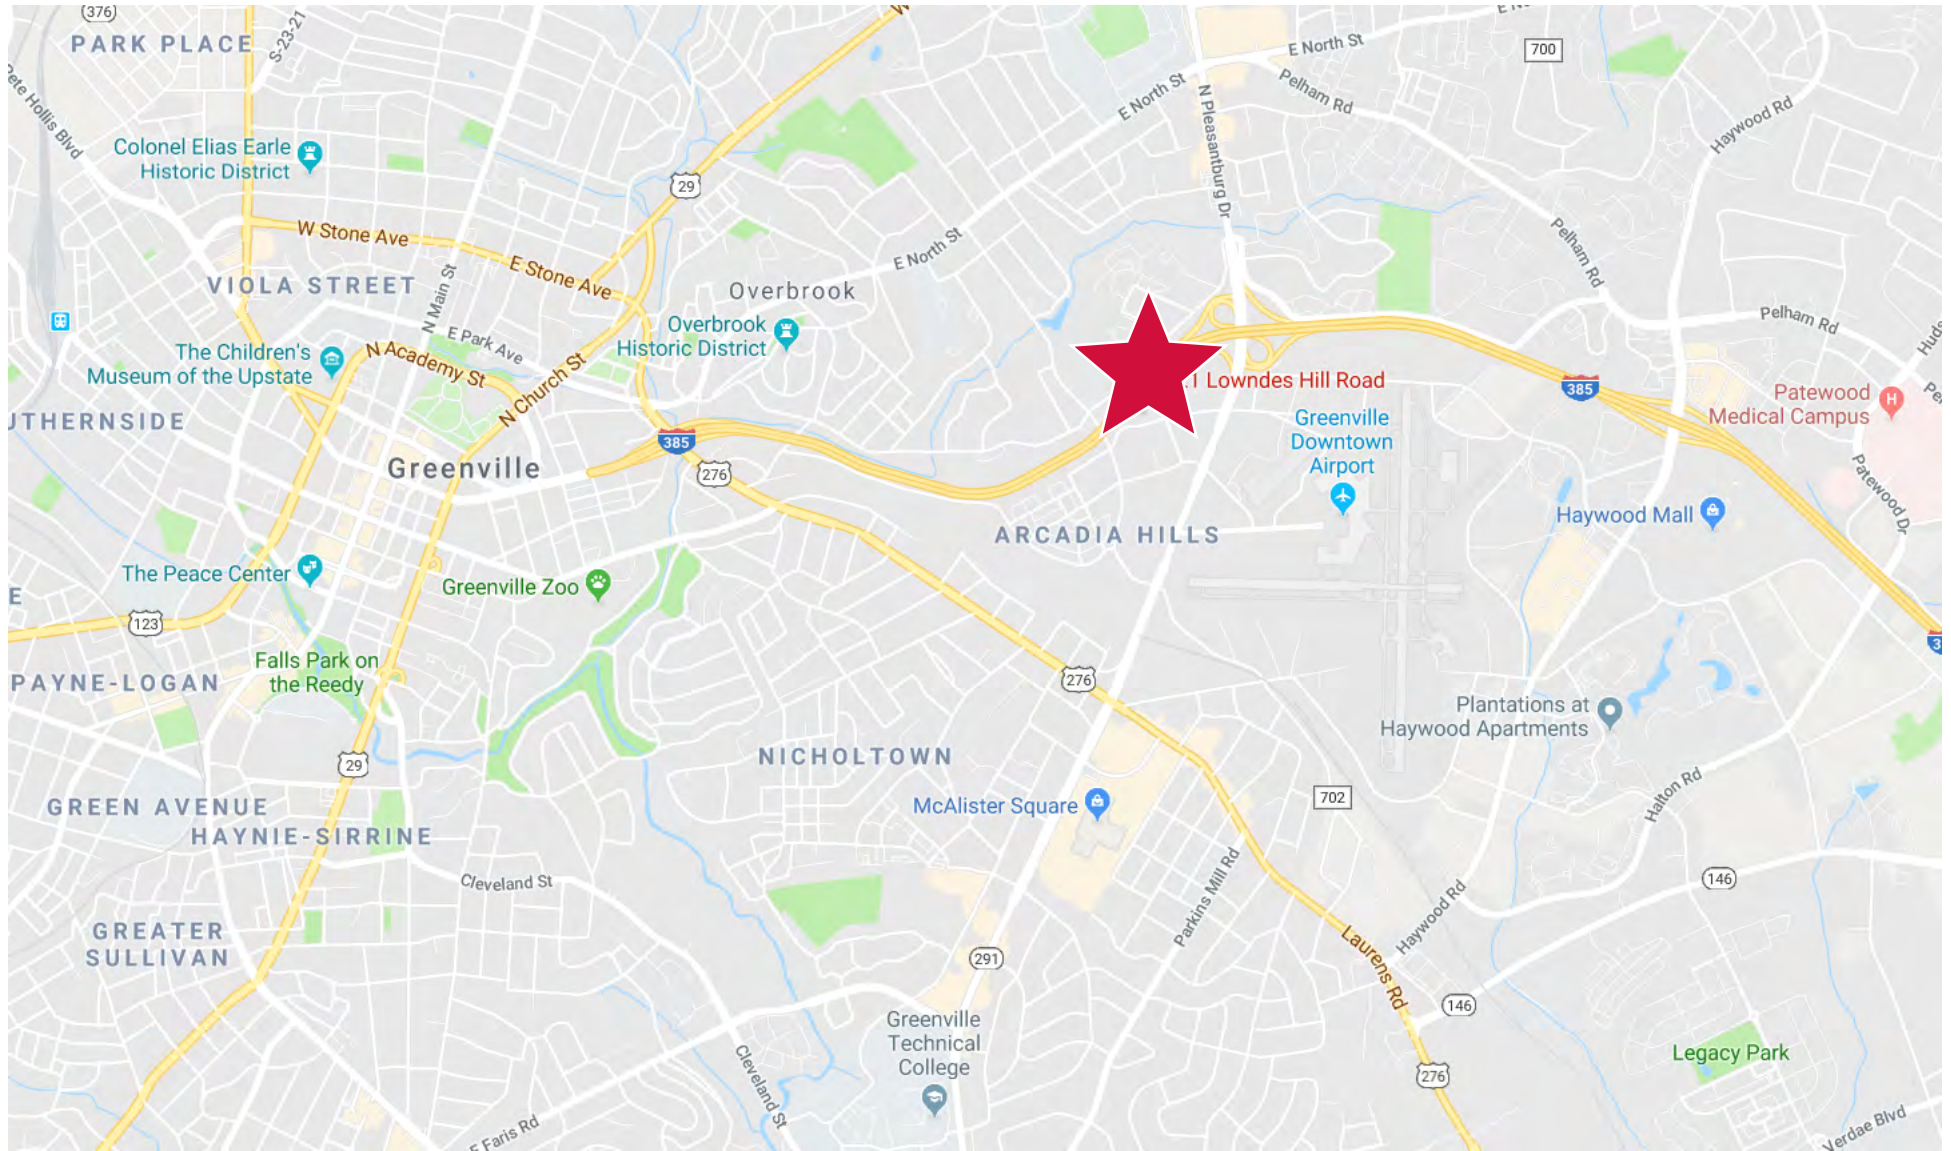 376
PARK PLACE
S-23-21
W
E North St
700
Pelham Rd
E North St
N Pleasantburg Dr
Haywood Rd
Pete Hollis Blvd
Colonel Elias Earle
Historic District
29
W Stone Ave
E Stone Ave
VIOLA STREET
N Main St
E Park Ave
E North St
Overbrook
Overbrook
Historic District
Pelham Rd
Pelham Rd
The Children's
Museum of the Upstate
N Academy St
N Church St
1 Lowndes Hill Road
385
Patewood
Medical Campus
H
UTHERNSIDE
Greenville
385
276
Greenville
Downtown
Airport
Patewood Dr
Haywood Mall
ARCADIA HILLS
The Peace Center
Greenville Zoo
E
123
Falls Park on
the Reedy
PAYNE-LOGAN
276
Plantations at
Haywood Apartments
29
NICHOLTOWN
GREEN AVENUE
HAYNIE-SIRRINE
McAlister Square
702
Halton Rd
Cleveland St
Parkins Mill Rd
146
Haywood Rd
GREATER
SULLIVAN
291
Laurens Rd
146
Greenville
Technical
College
Cleveland St
Legacy Park
276
E Faris Rd
Verdae Blvd